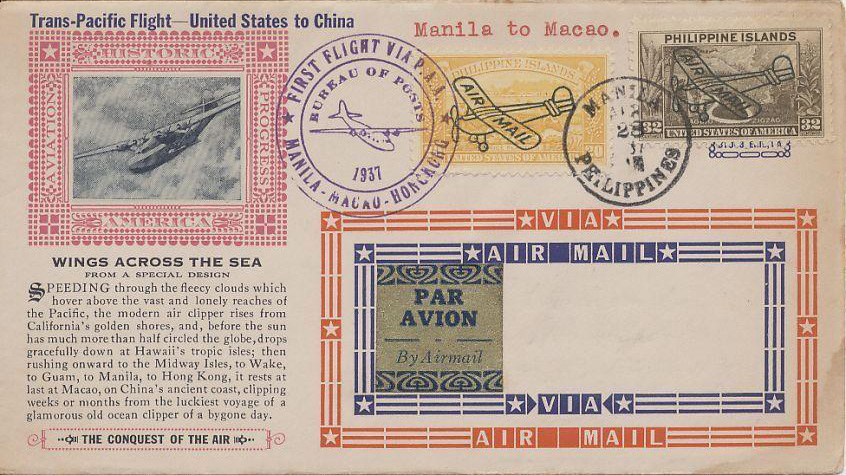 Trans-Pacific Flight—United States to China
Manila to Macao.
HISTORIC
AVIATION
PROGRESS
AMERICA
★ FIRST FLIGHT VIA P.A.A. ★
BUREAU OF POSTS
1937
MANILA - MACAO - HONGKONG
PHILIPPINE ISLANDS
AIR MAIL
UNITED STATES OF AMERICA
PHILIPPINE ISLANDS
AIR MAIL
ZIGZAG
32 UNITED STATES OF AMERICA 32
MANILA
28
PHILIPPINES
WINGS ACROSS THE SEA
FROM A SPECIAL DESIGN
SPEEDING through the fleecy clouds which
hover above the vast and lonely reaches of
the Pacific, the modern air clipper rises from
California's golden shores, and, before the sun
has much more than half circled the globe, drops
gracefully down at Hawaii's tropic isles; then
rushing onward to the Midway Isles, to Wake,
to Guam, to Manila, to Hong Kong, it rests at
last at Macao, on China's ancient coast, clipping
weeks or months from the luckiest voyage of a
glamorous old ocean clipper of a bygone day.
THE CONQUEST OF THE AIR
★VIA★
★AIR MAIL★
PAR
AVION
By Airmail
★VIA★
AIR MAIL